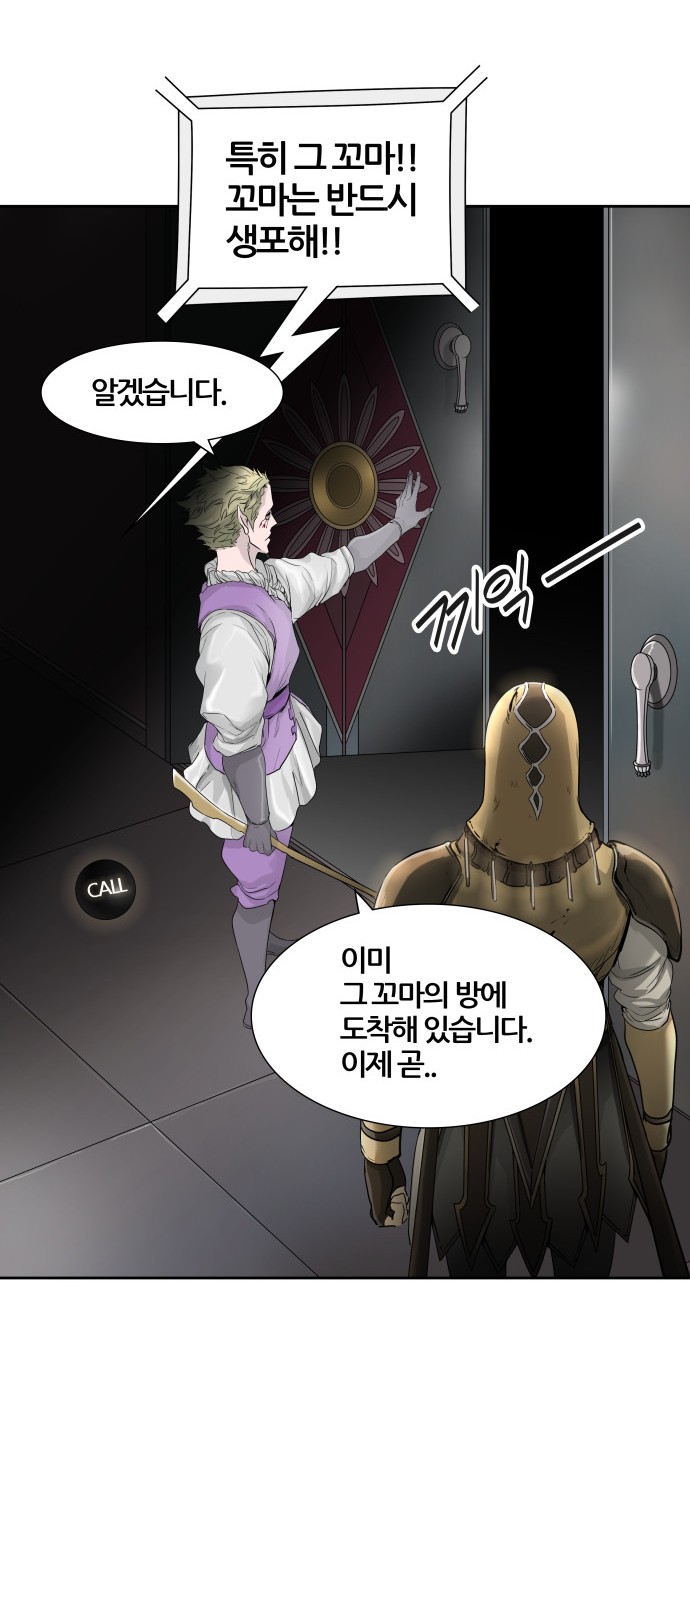 특히 그 꼬마!!
꼬마는 반드시
생포해!!
알겠습니다.
끼익
CALL
이미
그 꼬마의 방에
도착해 있습니다.
이제 곧..